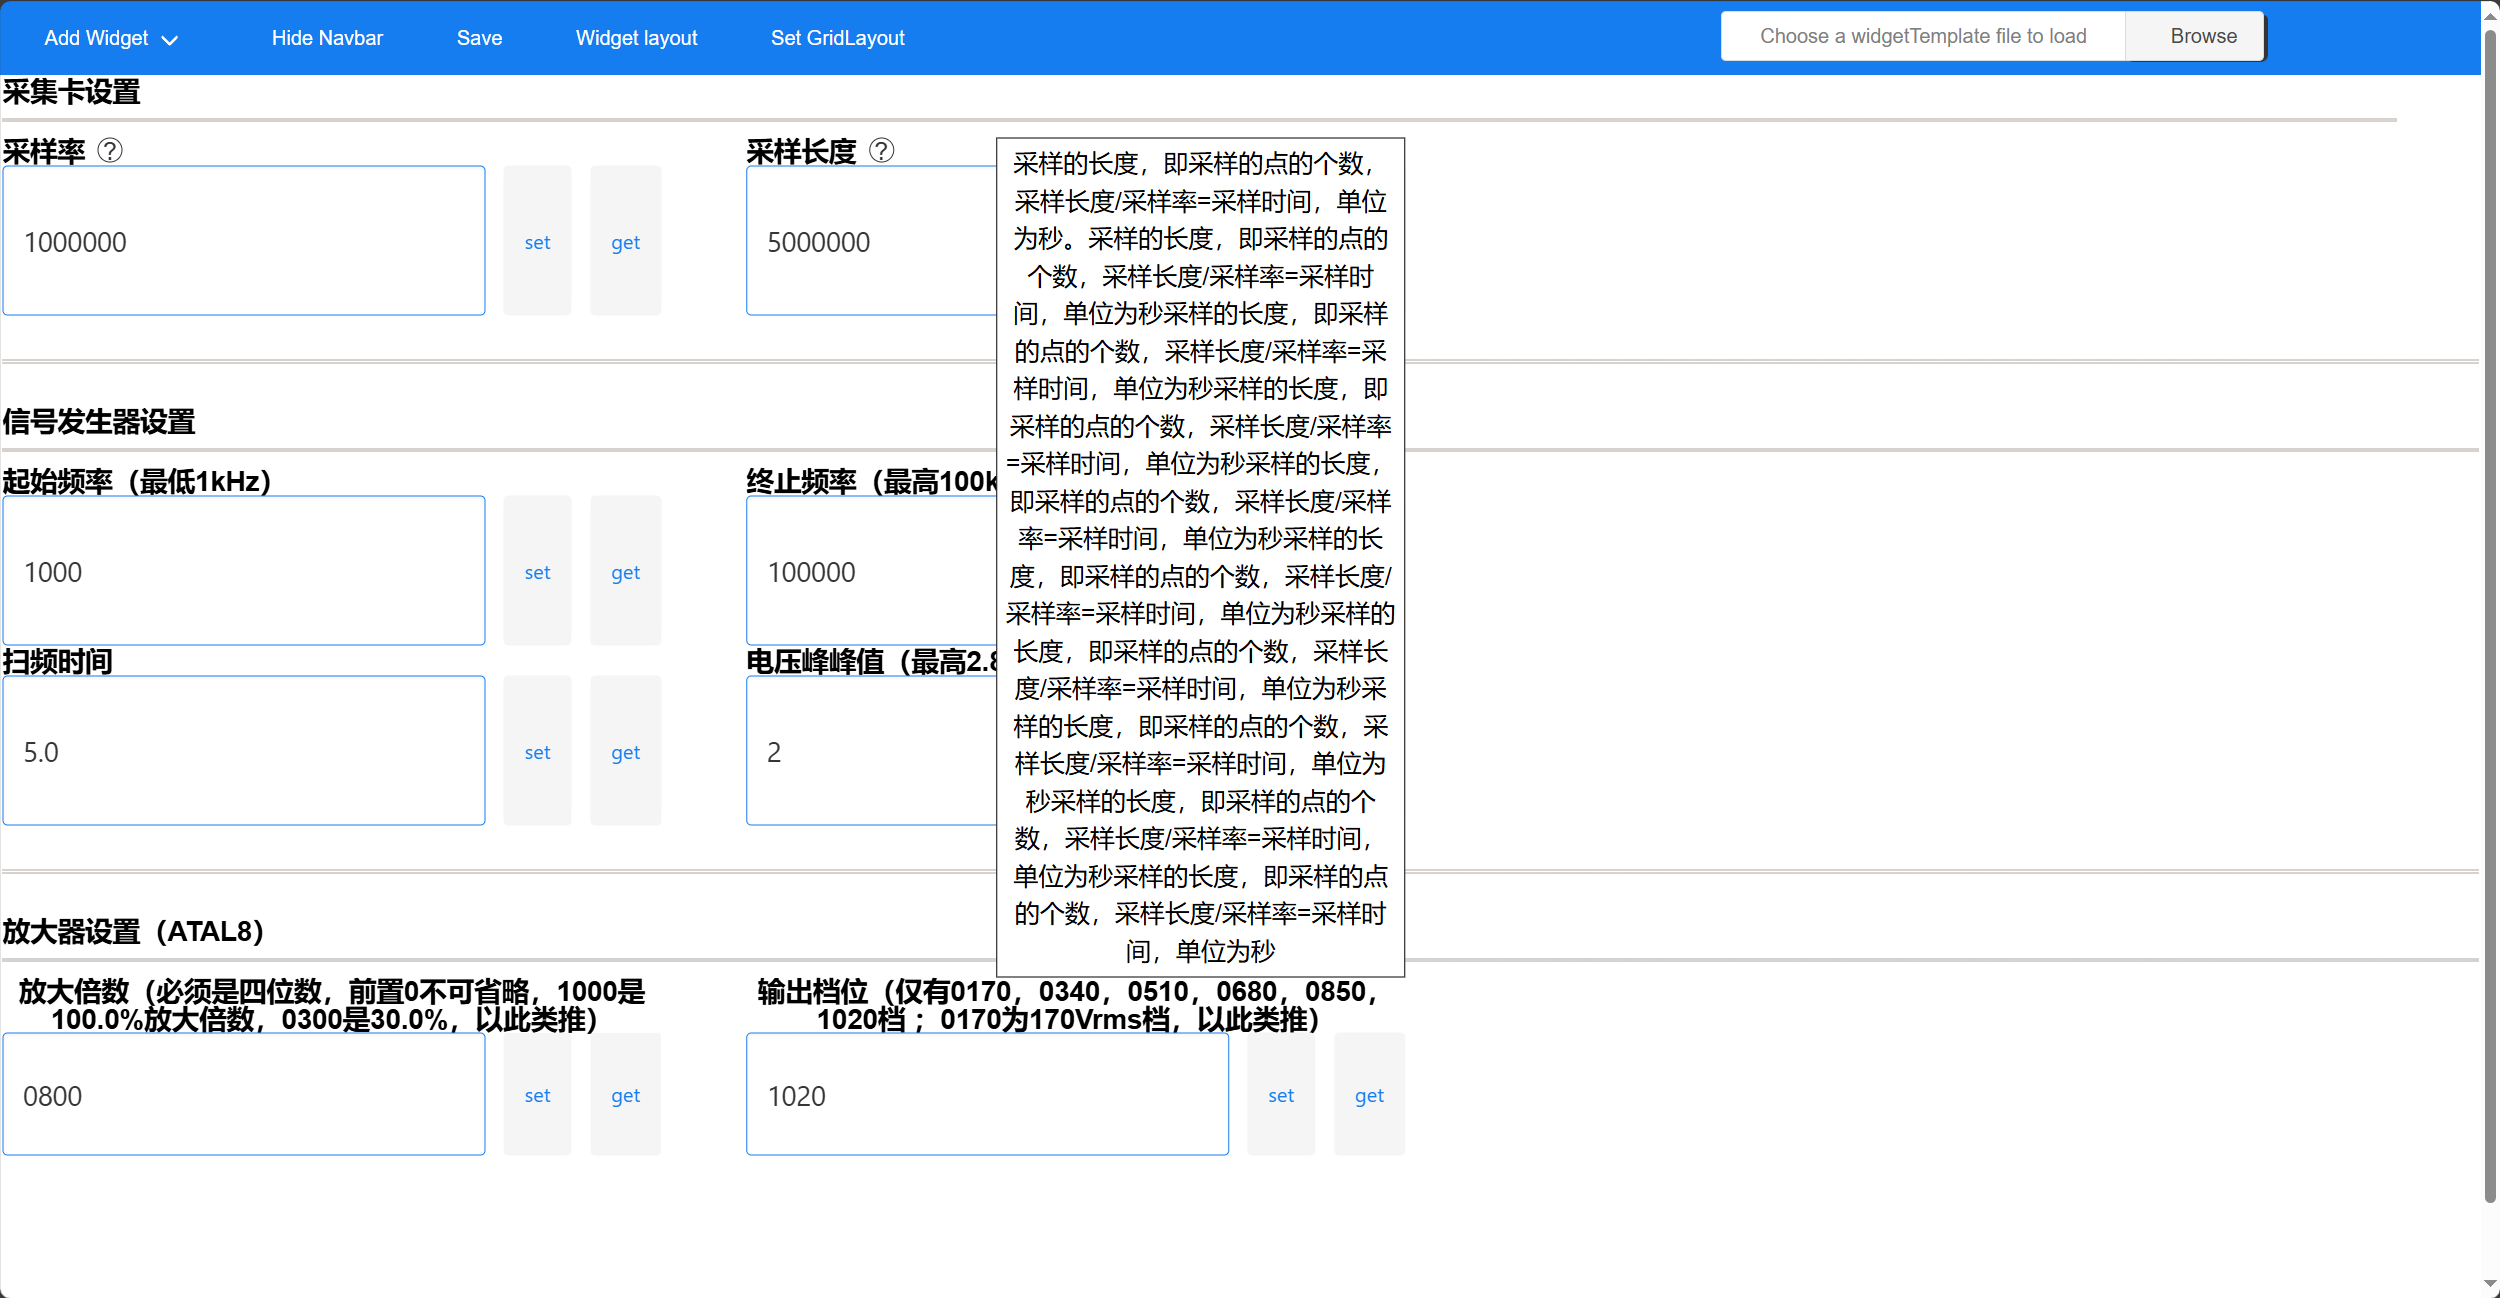 Add Widget
Hide Navbar
Save
Widget layout
Set GridLayout
Choose a widgetTemplate file to load
Browse
采集卡设置
采样率 ?
采样长度 ?
1000000
set
get
5000000
采样的长度，即采样的点的个数，
采样长度/采样率=采样时间，单位
为秒。采样的长度，即采样的点的
个数，采样长度/采样率=采样时
间，单位为秒采样的长度，即采样
的点的个数，采样长度/采样率=采
样时间，单位为秒采样的长度，即
采样的点的个数，采样长度/采样率
=采样时间，单位为秒采样的长度，
即采样的点的个数，采样长度/采样
率=采样时间，单位为秒采样的长
度，即采样的点的个数，采样长度/
采样率=采样时间，单位为秒采样的
长度，即采样的点的个数，采样长
度/采样率=采样时间，单位为秒采
样的长度，即采样的点的个数，采
样长度/采样率=采样时间，单位为
秒采样的长度，即采样的点的个
数，采样长度/采样率=采样时间，
单位为秒采样的长度，即采样的点
的个数，采样长度/采样率=采样时
间，单位为秒
信号发生器设置
起始频率（最低1kHz）
终止频率（最高100k
1000
set
get
100000
扫频时间
电压峰峰值（最高2.8
5.0
set
get
2
放大器设置（ATAL8）
放大倍数（必须是四位数，前置0不可省略，1000是
100.0%放大倍数，0300是30.0%，以此类推）
输出档位（仅有0170，0340，0510，0680，0850，
1020档 ；0170为170Vrms档，以此类推）
0800
set
get
1020
set
get